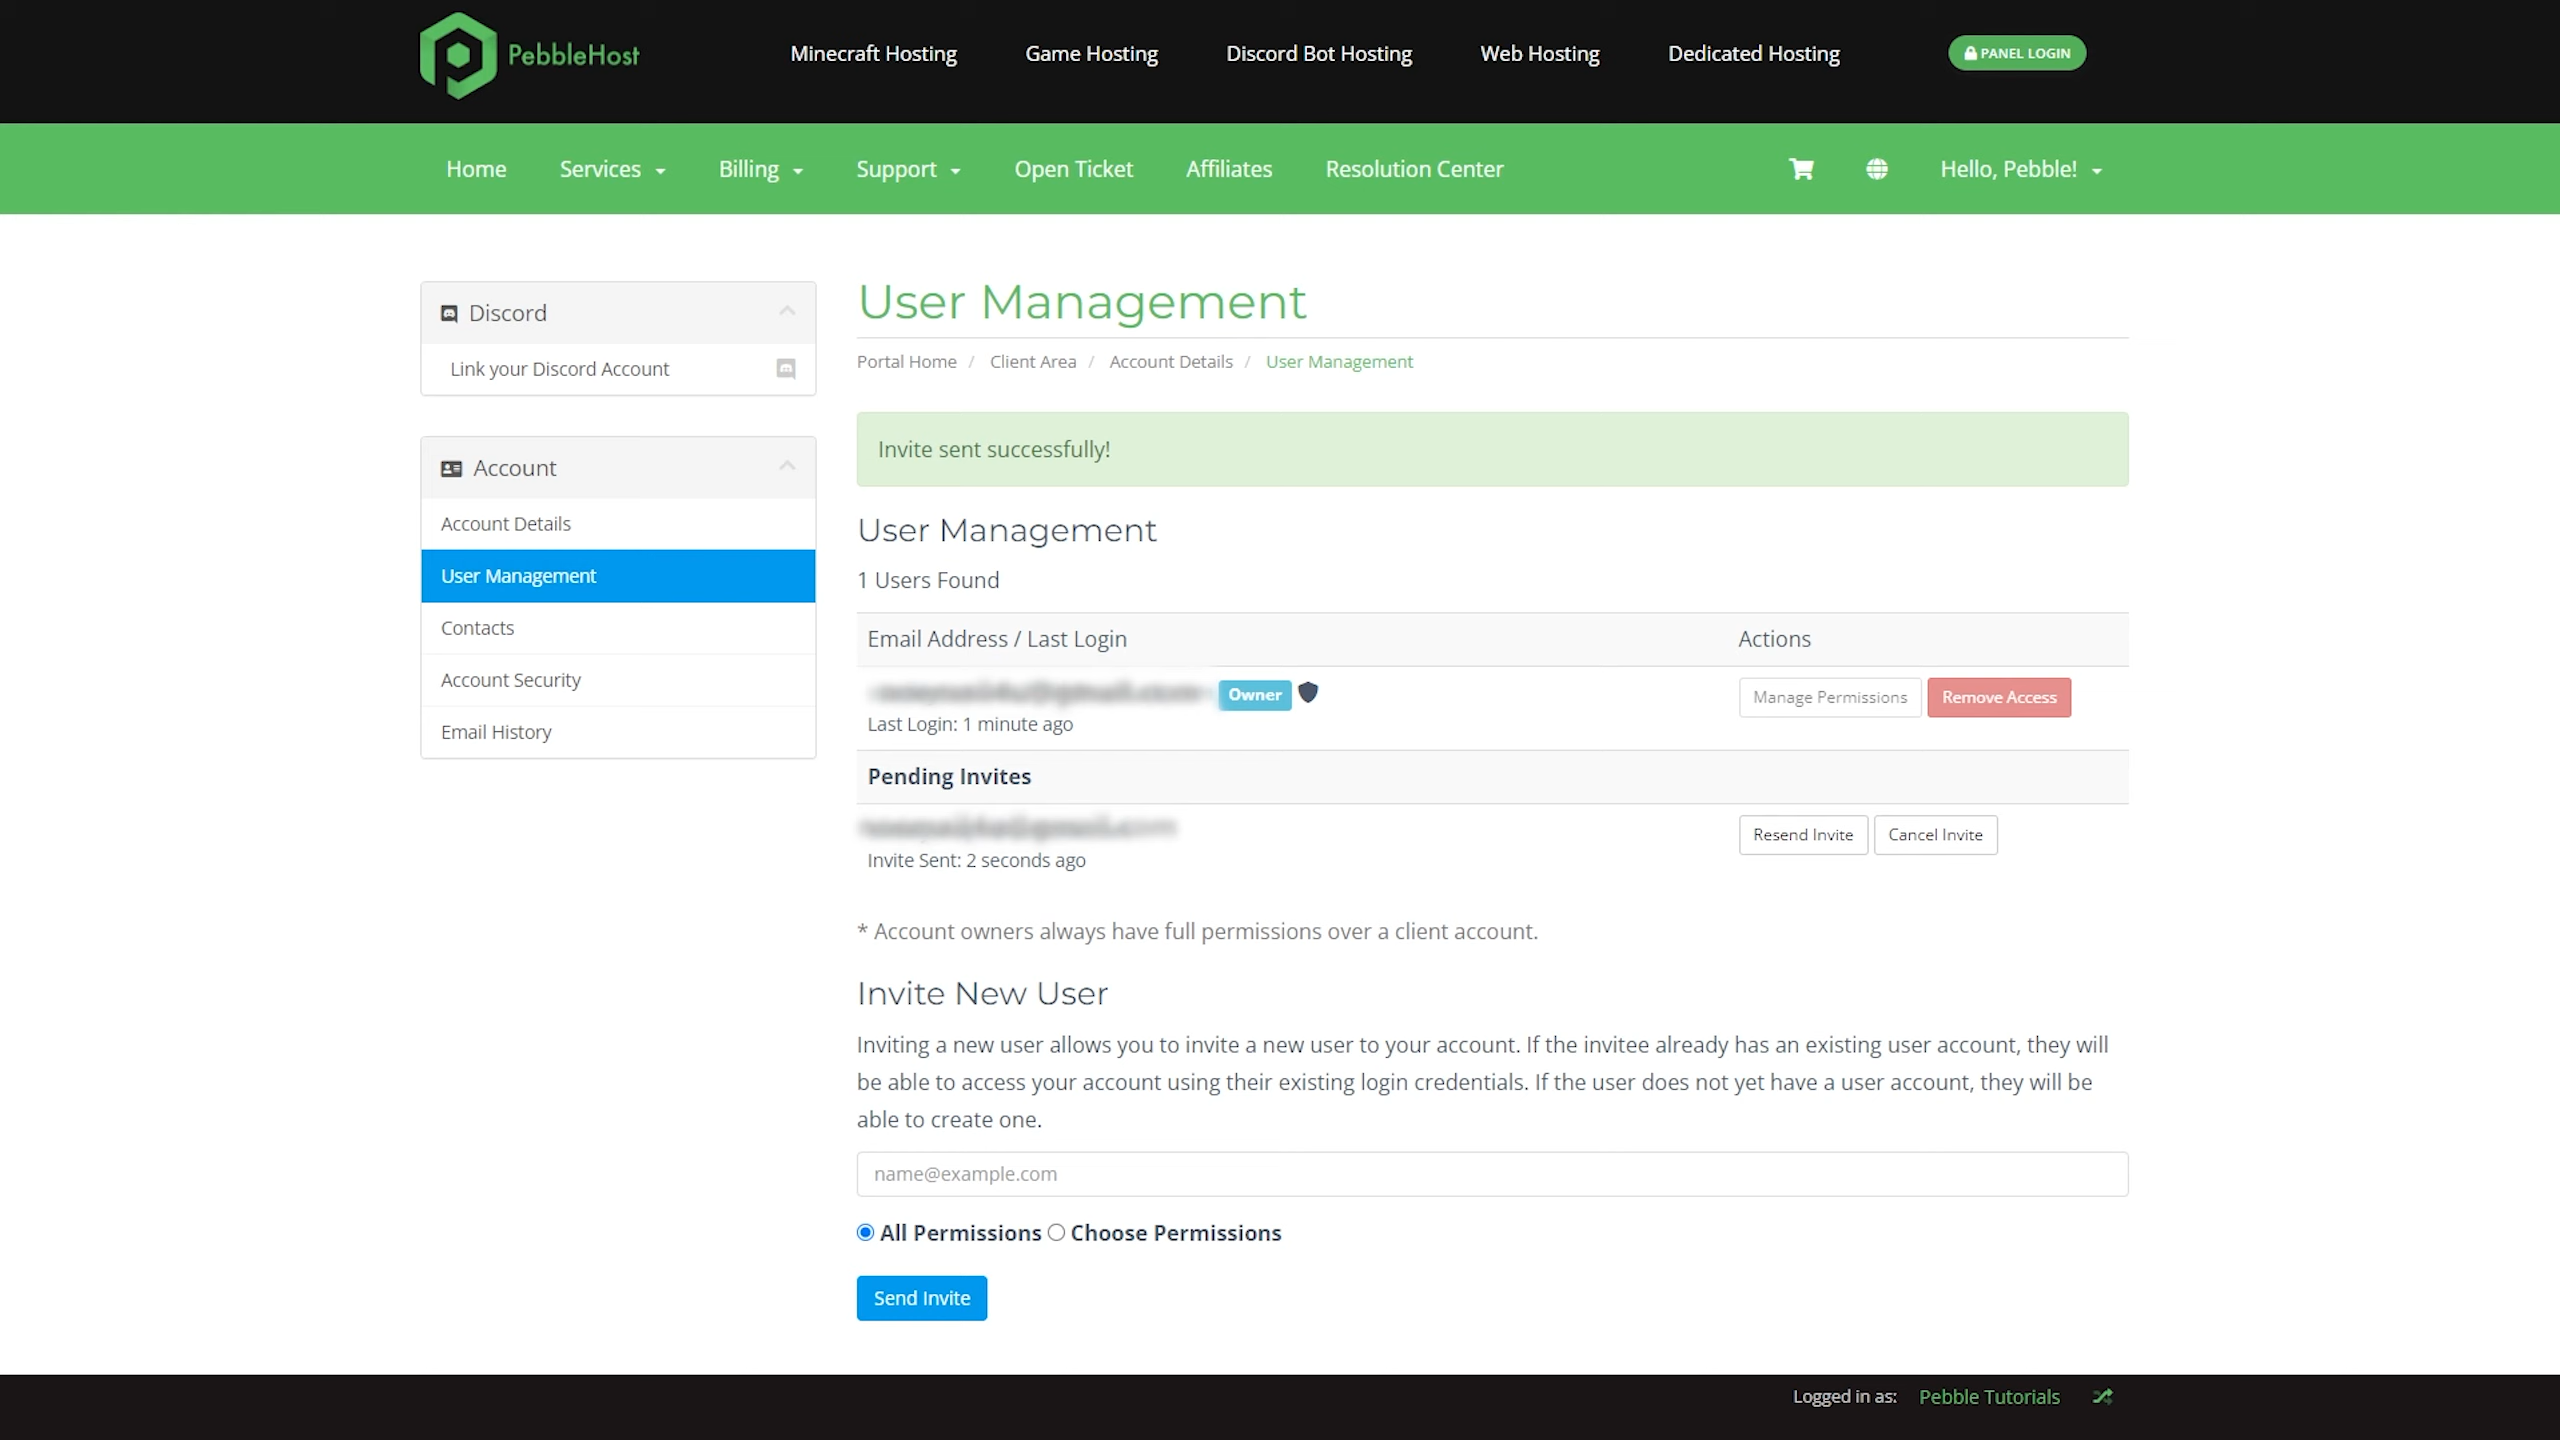 PebbleHost
Minecraft Hosting Game Hosting Discord Bot Hosting Web Hosting Dedicated Hosting PANEL LOGIN
Home Services Billing Support Open Ticket Affiliates Resolution Center Hello, Pebble!
Discord
Link your Discord Account
Account
Account Details
User Management
Contacts
Account Security
Email History
User Management
Portal Home / Client Area / Account Details / User Management
Invite sent successfully!
User Management
1 Users Found
Email Address / Last Login Actions
Owner Manage Permissions Remove Access
Last Login: 1 minute ago
Pending Invites
Resend Invite Cancel Invite
Invite Sent: 2 seconds ago
* Account owners always have full permissions over a client account.
Invite New User
Inviting a new user allows you to invite a new user to your account. If the invitee already has an existing user account, they will
be able to access your account using their existing login credentials. If the user does not yet have a user account, they will be
able to create one.
name@example.com
All Permissions Choose Permissions
Send Invite
Logged in as: Pebble Tutorials